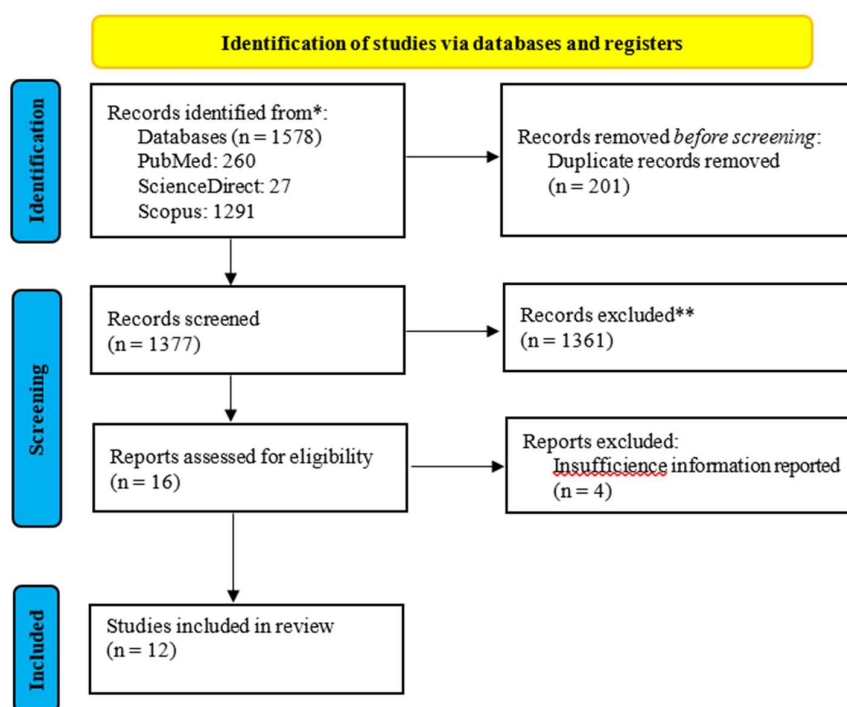 Identification of studies via databases and registers
Identification
Records identified from*:
Databases (n = 1578)
PubMed: 260
ScienceDirect: 27
Scopus: 1291
Records removed before screening:
Duplicate records removed
(n = 201)
Screening
Records screened
(n = 1377)
Records excluded**
(n = 1361)
Reports assessed for eligibility
(n = 16)
Reports excluded:
Insufficience information reported
(n = 4)
Included
Studies included in review
(n = 12)